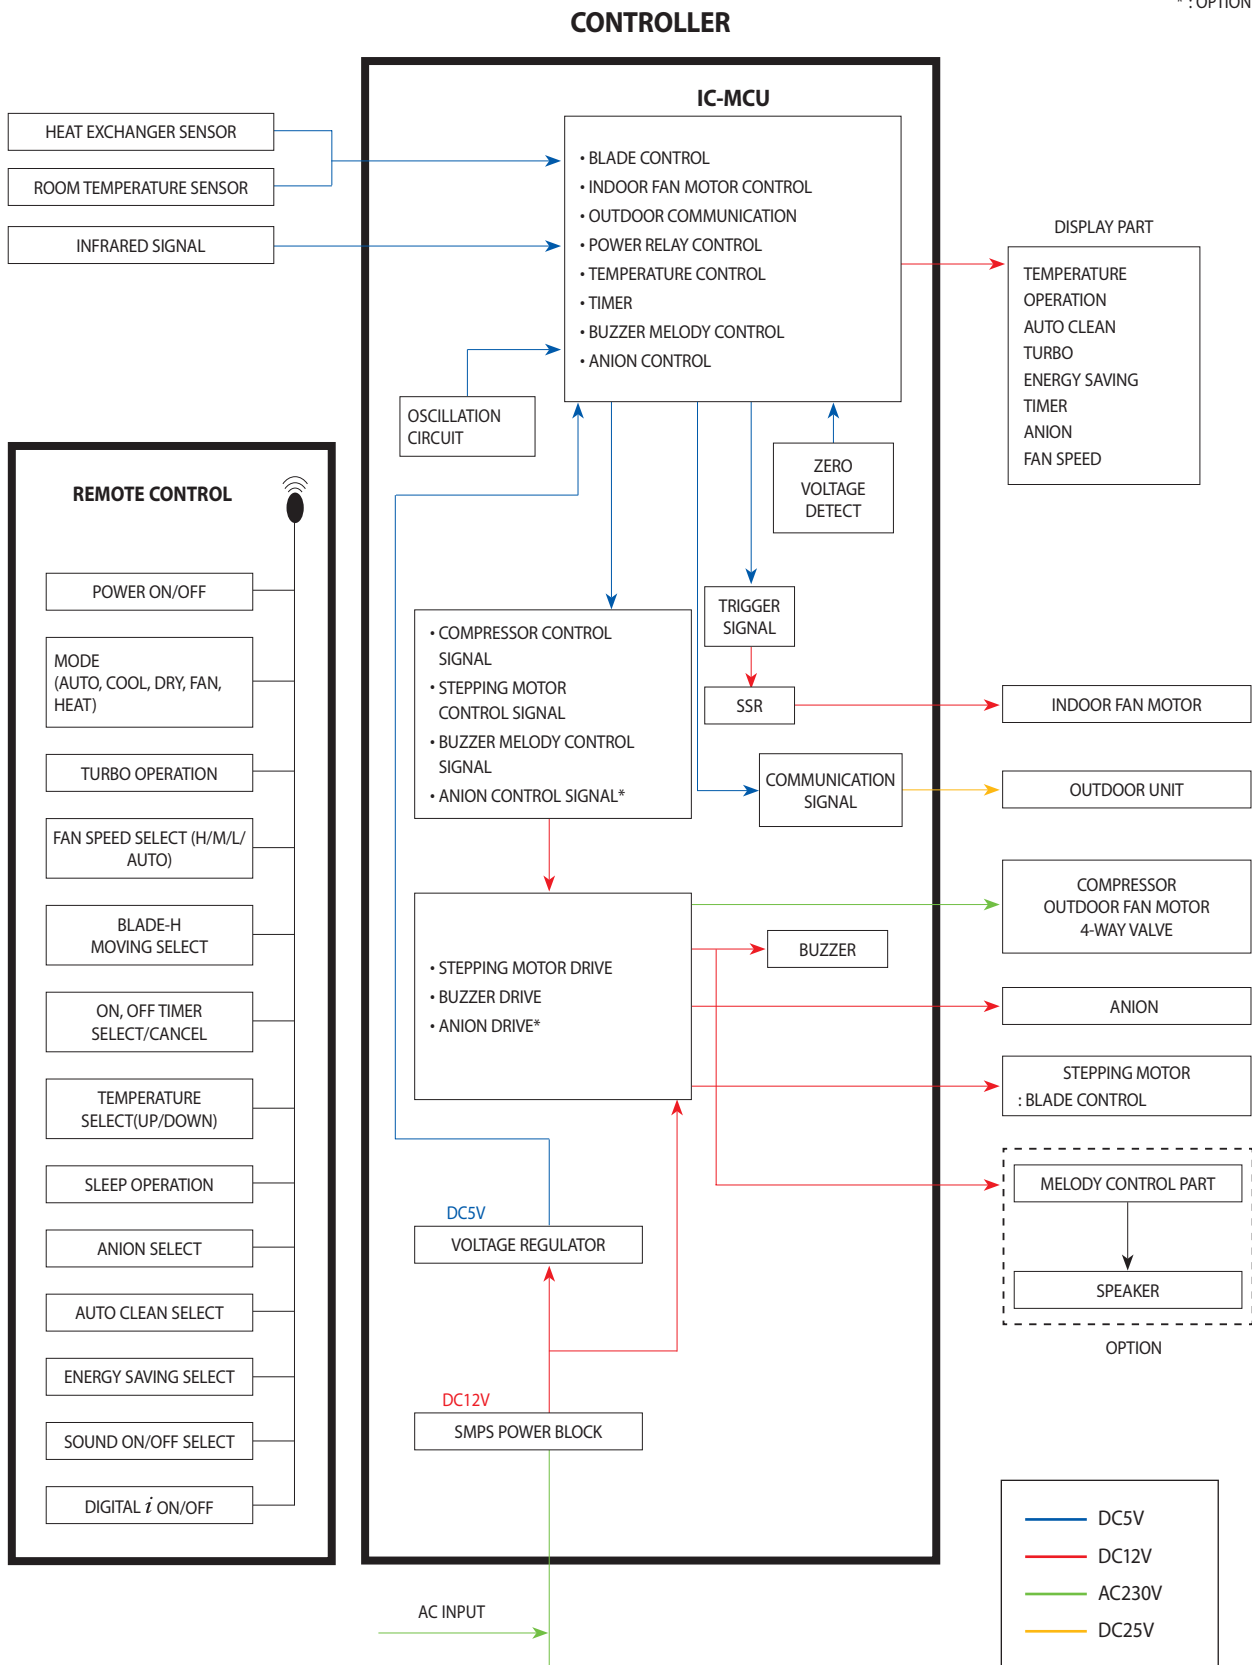 * : OPTION
CONTROLLER
IC-MCU
HEAT EXCHANGER SENSOR
ROOM TEMPERATURE SENSOR
INFRARED SIGNAL
• BLADE CONTROL
• INDOOR FAN MOTOR CONTROL
• OUTDOOR COMMUNICATION
• POWER RELAY CONTROL
• TEMPERATURE CONTROL
• TIMER
• BUZZER MELODY CONTROL
• ANION CONTROL
DISPLAY PART
TEMPERATURE
OPERATION
AUTO CLEAN
TURBO
ENERGY SAVING
TIMER
ANION
FAN SPEED
OSCILLATION
CIRCUIT
ZERO
VOLTAGE
DETECT
REMOTE CONTROL
POWER ON/OFF
MODE
(AUTO, COOL, DRY, FAN,
HEAT)
TURBO OPERATION
FAN SPEED SELECT (H/M/L/
AUTO)
BLADE-H
MOVING SELECT
ON, OFF TIMER
SELECT/CANCEL
TEMPERATURE
SELECT(UP/DOWN)
SLEEP OPERATION
ANION SELECT
AUTO CLEAN SELECT
ENERGY SAVING SELECT
SOUND ON/OFF SELECT
DIGITAL i ON/OFF
• COMPRESSOR CONTROL
SIGNAL
• STEPPING MOTOR
CONTROL SIGNAL
• BUZZER MELODY CONTROL
SIGNAL
• ANION CONTROL SIGNAL*
TRIGGER
SIGNAL
SSR
COMMUNICATION
SIGNAL
INDOOR FAN MOTOR
OUTDOOR UNIT
COMPRESSOR
OUTDOOR FAN MOTOR
4-WAY VALVE
• STEPPING MOTOR DRIVE
• BUZZER DRIVE
• ANION DRIVE*
BUZZER
ANION
STEPPING MOTOR
: BLADE CONTROL
MELODY CONTROL PART
SPEAKER
OPTION
DC5V
VOLTAGE REGULATOR
DC12V
SMPS POWER BLOCK
AC INPUT
DC5V
DC12V
AC230V
DC25V